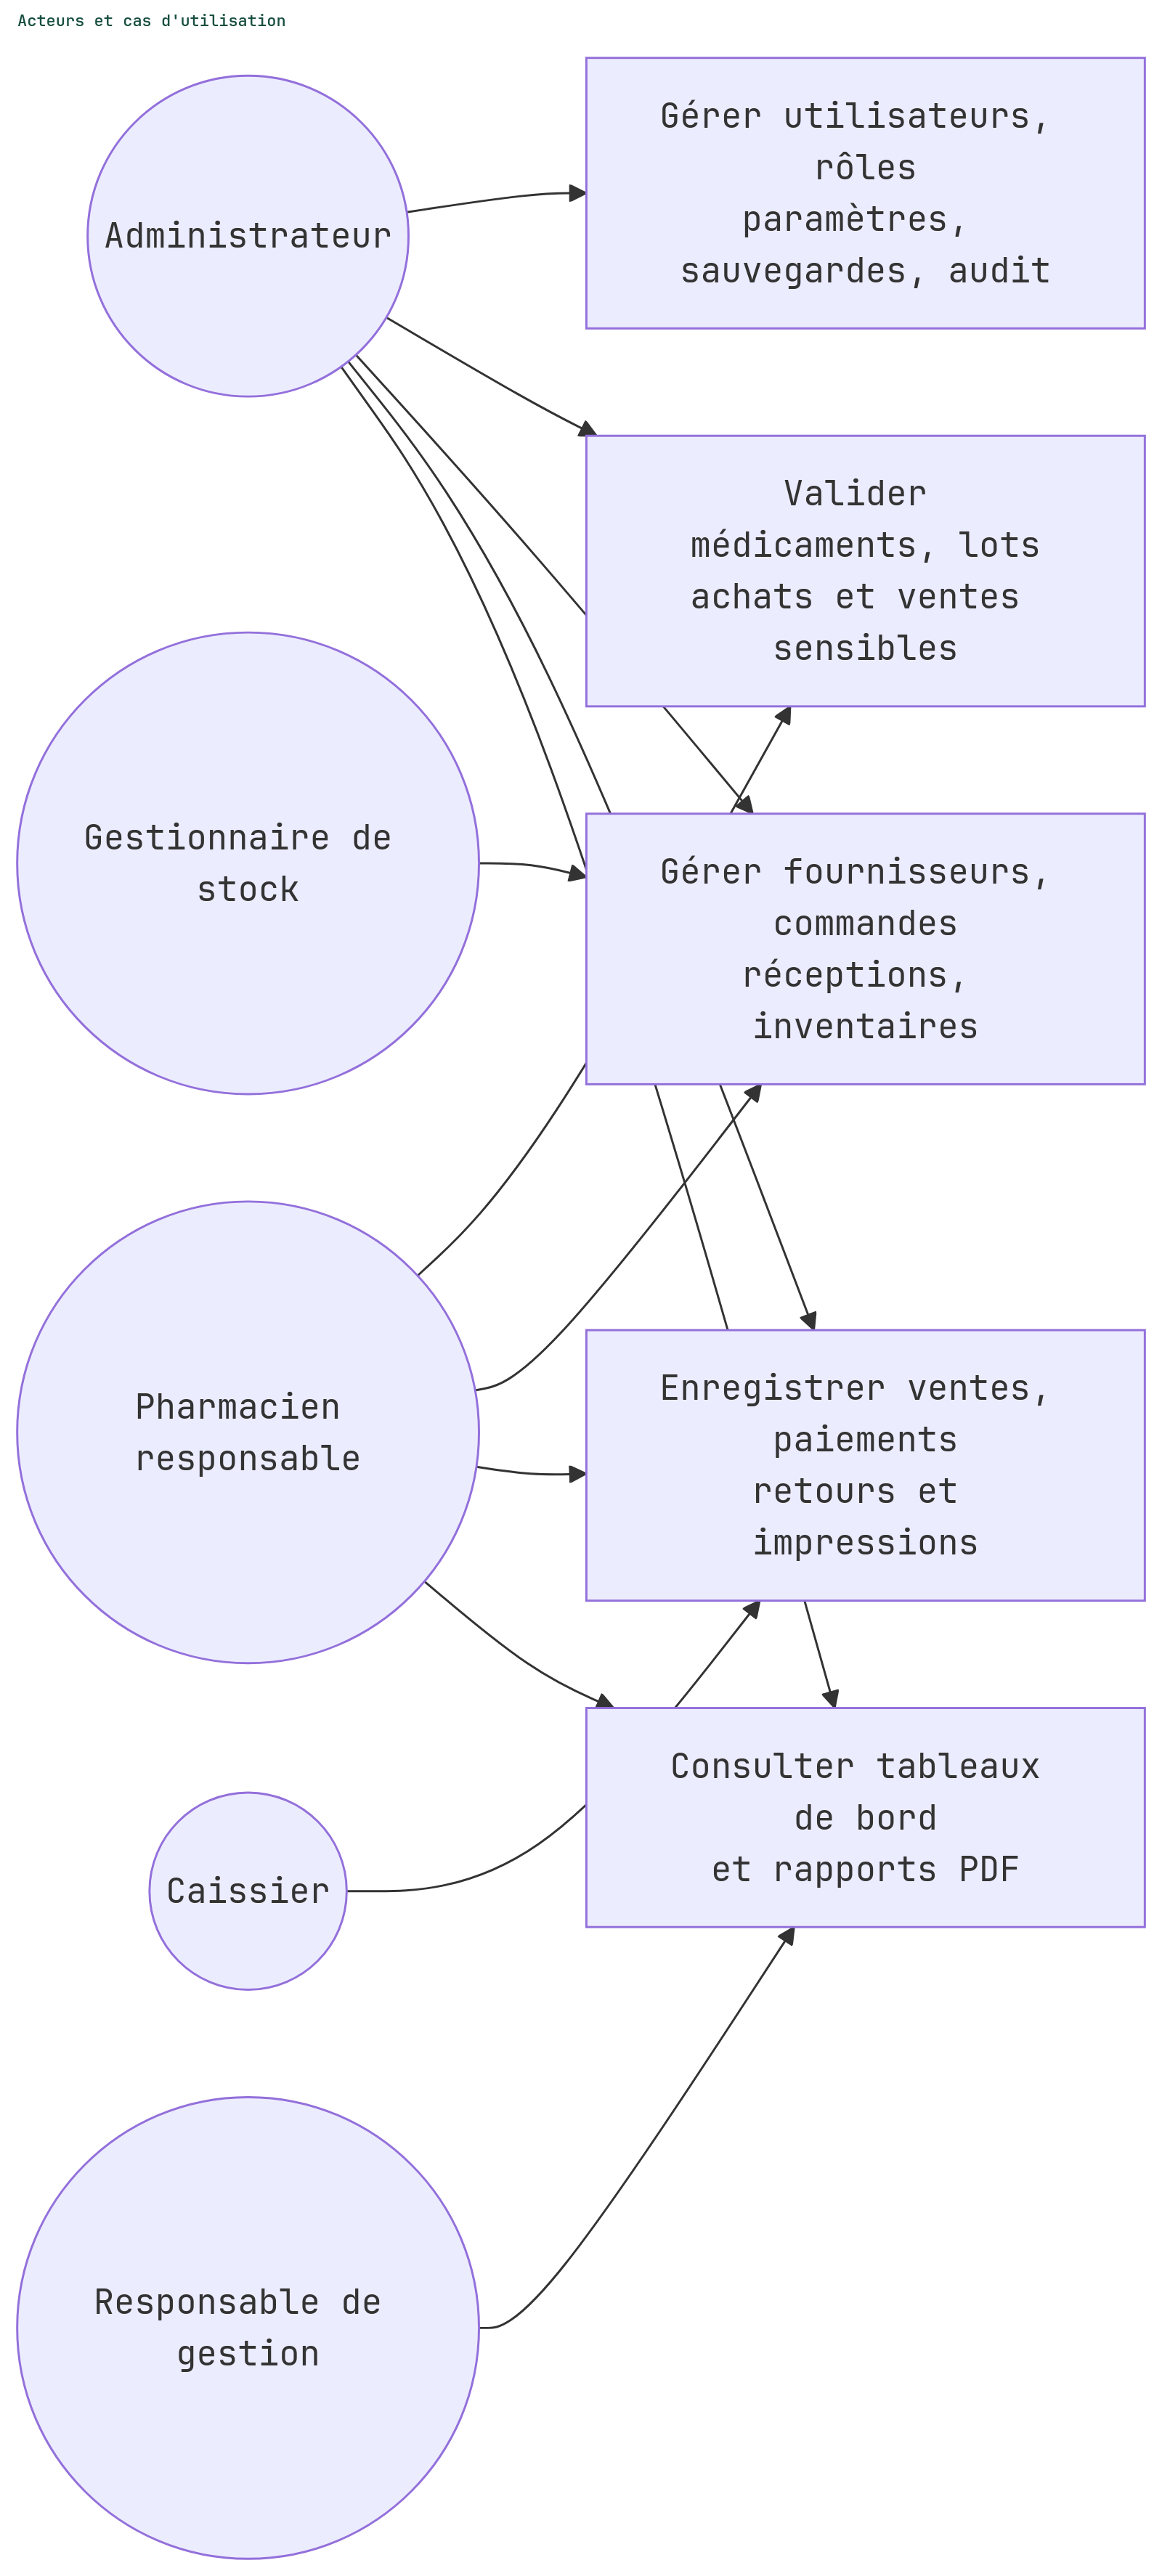 Acteurs et cas d'utilisation
Administrateur
Gérer utilisateurs,
rôles
paramètres,
sauvegardes, audit
Valider
médicaments, lots
achats et ventes
sensibles
Gestionnaire de
stock
Gérer fournisseurs,
commandes
réceptions,
inventaires
Pharmacien
responsable
Enregistrer ventes,
paiements
retours et
impressions
Caissier
Consulter tableaux
de bord
et rapports PDF
Responsable de
gestion